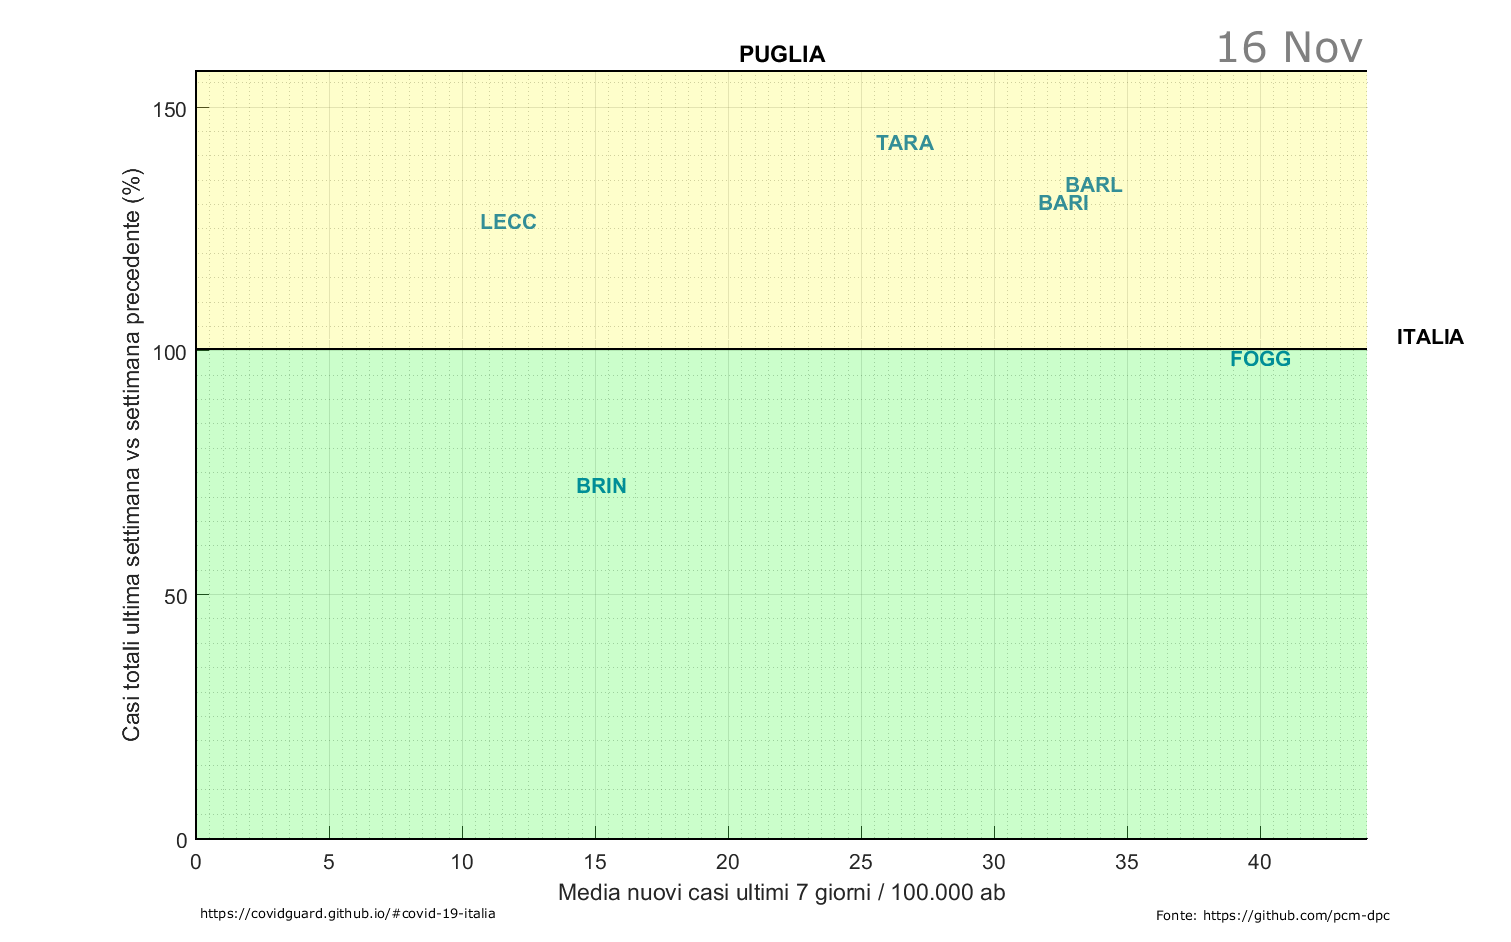 PUGLIA
16 Nov
150
TARA
BARL
BARI
LECC
ITALIA
100
FOGG
BRIN
50
0
Casi totali ultima settimana vs settimana precedente (%)
0 5 10 15 20 25 30 35 40
Media nuovi casi ultimi 7 giorni / 100.000 ab
https://covidguard.github.io/#covid-19-italia
Fonte: https://github.com/pcm-dpc